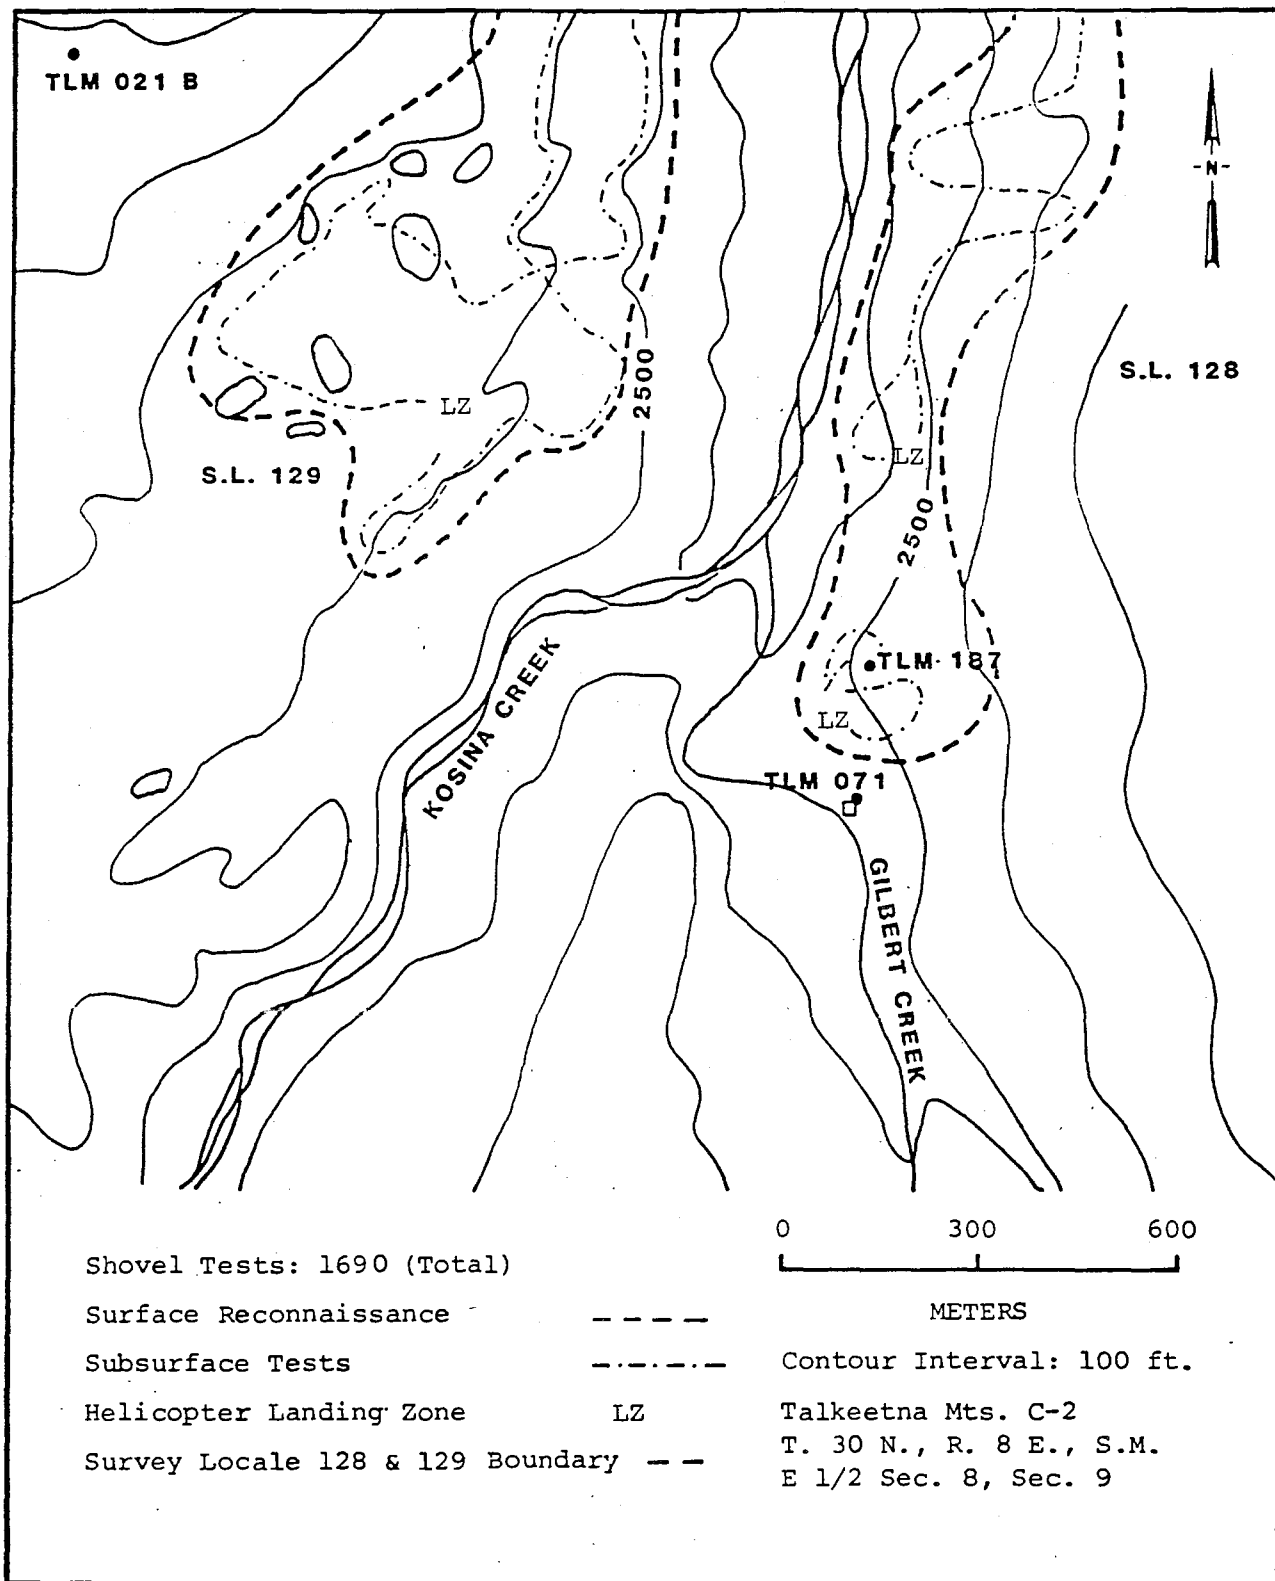 TLM 021 B
-N-
S.L. 128
2500
LZ
S.L. 129
LZ
2500
TLM 187
LZ
KOSINA CREEK
TLM 071
GILBERT CREEK
0 300 600
METERS
Shovel Tests: 1690 (Total)
Surface Reconnaissance
Subsurface Tests
Helicopter Landing Zone LZ
Survey Locale 128 & 129 Boundary
Contour Interval: 100 ft.
Talkeetna Mts. C-2
T. 30 N., R. 8 E., S.M.
E 1/2 Sec. 8, Sec. 9